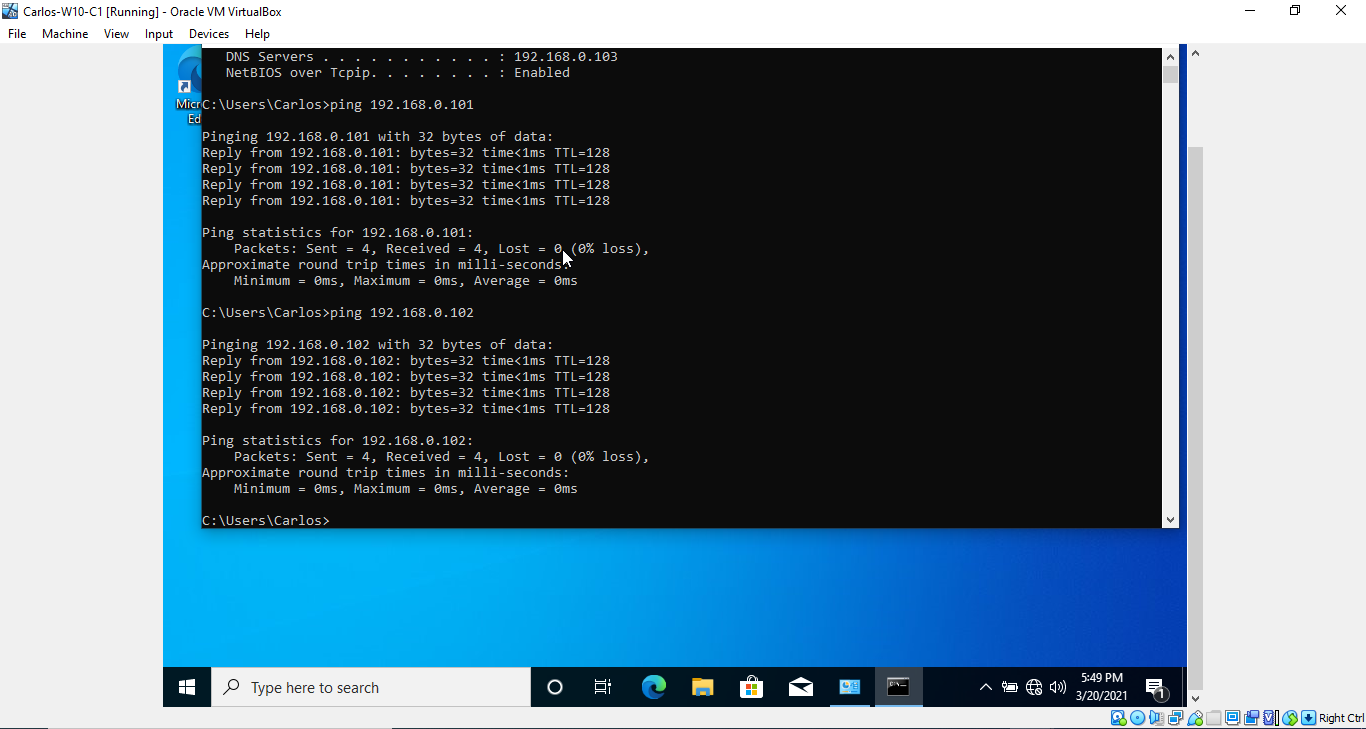 Carlos-W10-C1 [Running] - Oracle VM VirtualBox
File Machine View Input Devices Help
DNS Servers . . . . . . . . . . . : 192.168.0.103
NetBIOS over Tcpip. . . . . . . . : Enabled
Micr
Ed
C:\Users\Carlos>ping 192.168.0.101
Pinging 192.168.0.101 with 32 bytes of data:
Reply from 192.168.0.101: bytes=32 time<1ms TTL=128
Reply from 192.168.0.101: bytes=32 time<1ms TTL=128
Reply from 192.168.0.101: bytes=32 time<1ms TTL=128
Reply from 192.168.0.101: bytes=32 time<1ms TTL=128
Ping statistics for 192.168.0.101:
Packets: Sent = 4, Received = 4, Lost = 0 (0% loss),
Approximate round trip times in milli-seconds:
Minimum = 0ms, Maximum = 0ms, Average = 0ms
C:\Users\Carlos>ping 192.168.0.102
Pinging 192.168.0.102 with 32 bytes of data:
Reply from 192.168.0.102: bytes=32 time<1ms TTL=128
Reply from 192.168.0.102: bytes=32 time<1ms TTL=128
Reply from 192.168.0.102: bytes=32 time<1ms TTL=128
Reply from 192.168.0.102: bytes=32 time<1ms TTL=128
Ping statistics for 192.168.0.102:
Packets: Sent = 4, Received = 4, Lost = 0 (0% loss),
Approximate round trip times in milli-seconds:
Minimum = 0ms, Maximum = 0ms, Average = 0ms
C:\Users\Carlos>
Type here to search
5:49 PM
3/20/2021
1
Right Ctrl